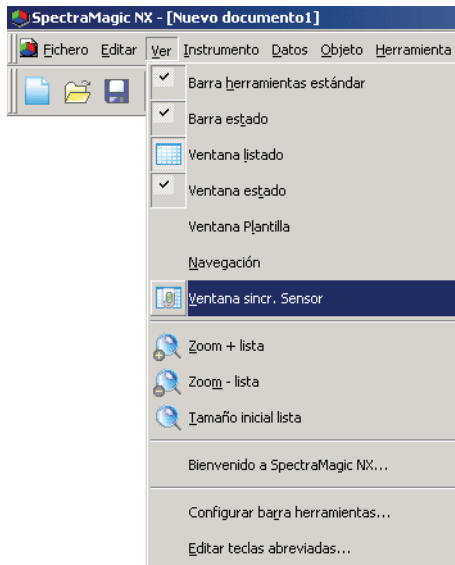 SpectraMagic NX - [Nuevo documento1]
Fichero Editar Ver Instrumento Datos Objeto Herramienta
Barra herramientas estándar
Barra estado
Ventana listado
Ventana estado
Ventana Plantilla
Navegación
Ventana sincr. Sensor
Zoom + lista
Zoom - lista
Tamaño inicial lista
Bienvenido a SpectraMagic NX...
Configurar barra herramientas...
Editar teclas abreviadas...